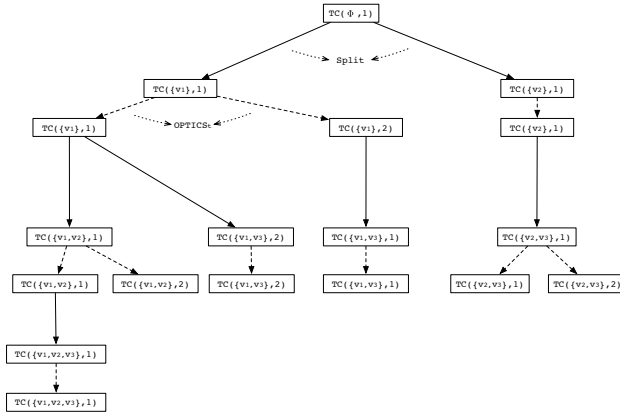 TC(Φ,1)
Split
TC({v1},1)
TC({v2},1)
TC({v1},1)
OPTICSt
TC({v1},2)
TC({v2},1)
TC({v1,v2},1)
TC({v1,v3},2)
TC({v1,v3},1)
TC({v2,v3},1)
TC({v1,v2},1)
TC({v1,v2},2)
TC({v1,v3},2)
TC({v1,v3},1)
TC({v2,v3},1)
TC({v2,v3},2)
TC({v1,v2,v3},1)
TC({v1,v2,v3},1)